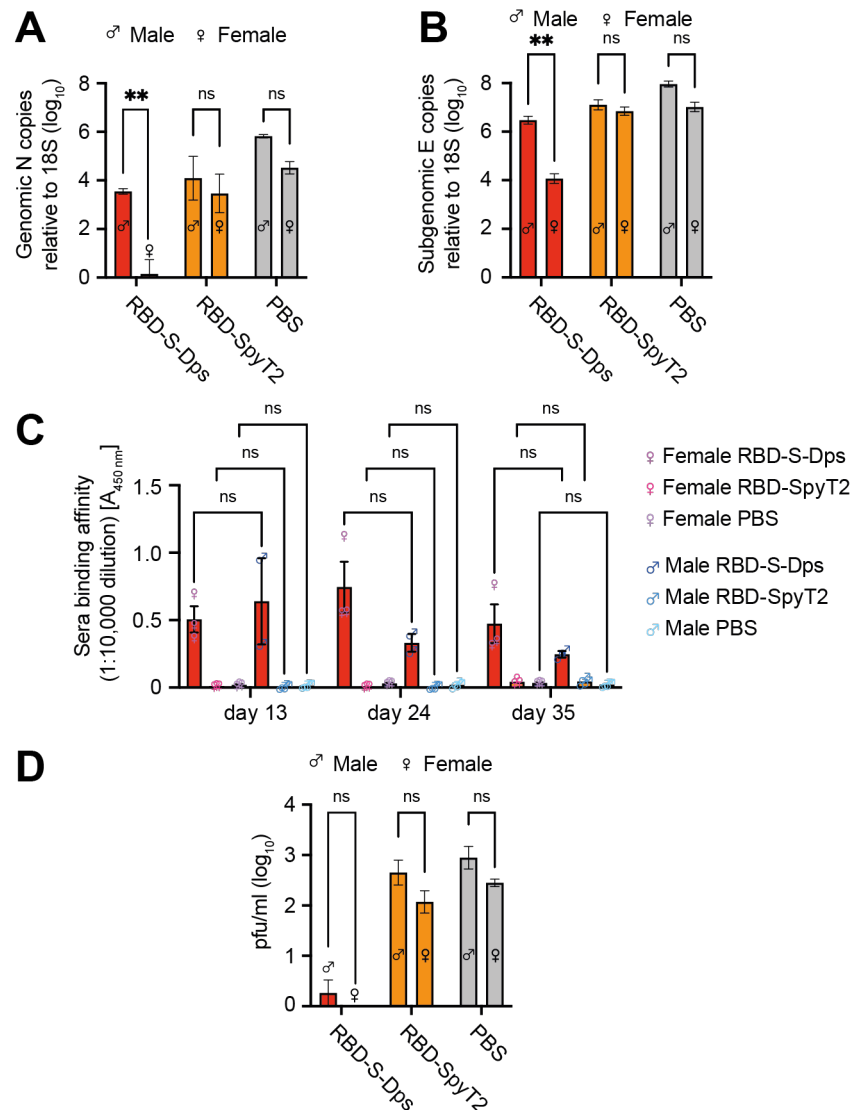 A
♂ Male ♀ Female
Genomic N copies
relative to 18S (log10)
8
6
4
2
0
**
ns
ns
♂
♀
♂
♀
♂
♀
RBD-S-Dps
RBD-SpyT2
PBS
B
♂ Male ♀ Female
Subgenomic E copies
relative to 18S (log10)
8
6
4
2
0
**
ns
ns
♂
♀
♂
♀
♂
♀
RBD-S-Dps
RBD-SpyT2
PBS
C
Sera binding affinity
(1:10,000 dilution) [A450 nm]
1.5
1.0
0.5
0
ns
ns
ns
ns
ns
ns
ns
ns
ns
day 13
day 24
day 35
♀ Female RBD-S-Dps
♀ Female RBD-SpyT2
♀ Female PBS
♂ Male RBD-S-Dps
♂ Male RBD-SpyT2
♂ Male PBS
D
♂ Male ♀ Female
pfu/ml (log10)
4
3
2
1
0
ns
ns
ns
♂
♀
♂
♀
♂
♀
RBD-S-Dps
RBD-SpyT2
PBS